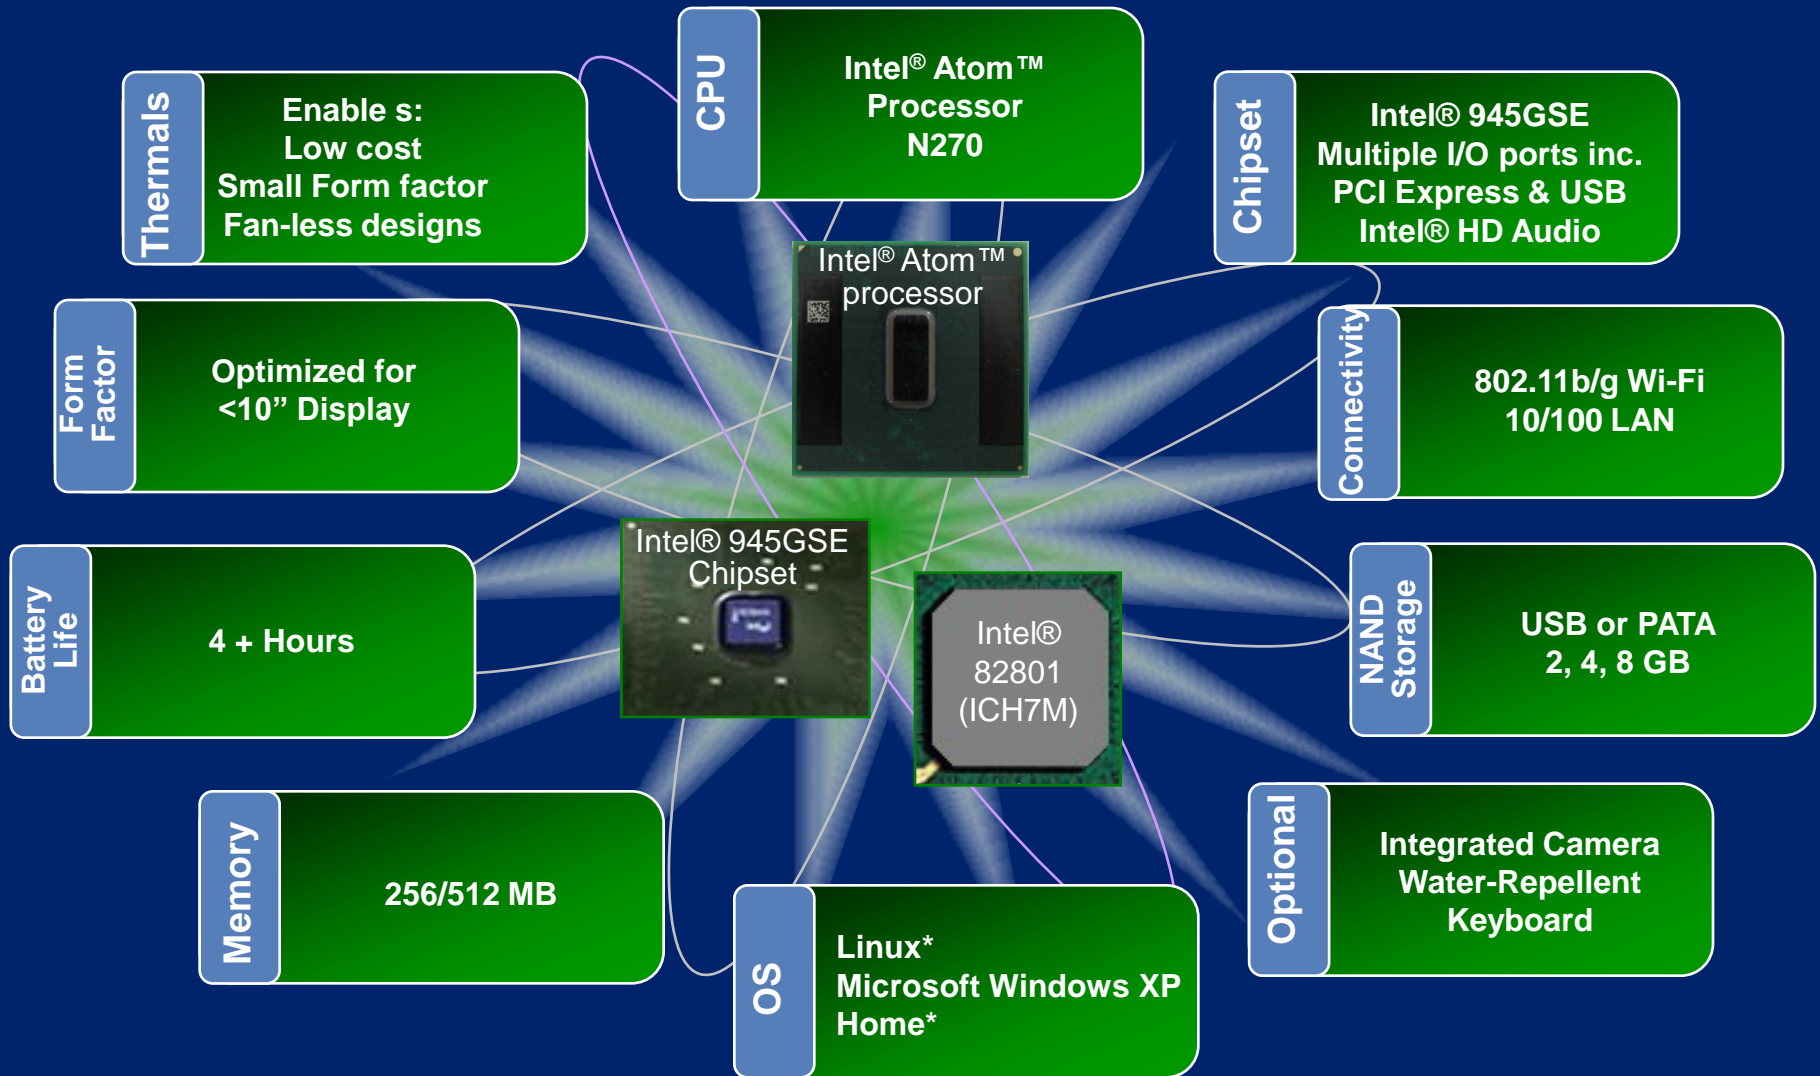 CPU
Intel® Atom™
Processor
N270
Thermals
Enable s:
Low cost
Small Form factor
Fan-less designs
Chipset
Intel® 945GSE
Multiple I/O ports inc.
PCI Express & USB
Intel® HD Audio
Intel® Atom™
processor
Form
Factor
Optimized for
<10” Display
Connectivity
802.11b/g Wi-Fi
10/100 LAN
Intel® 945GSE
Chipset
Battery
Life
4 + Hours
Intel®
82801
(ICH7M)
NAND
Storage
USB or PATA
2, 4, 8 GB
Memory
256/512 MB
Optional
Integrated Camera
Water-Repellent
Keyboard
OS
Linux*
Microsoft Windows XP
Home*